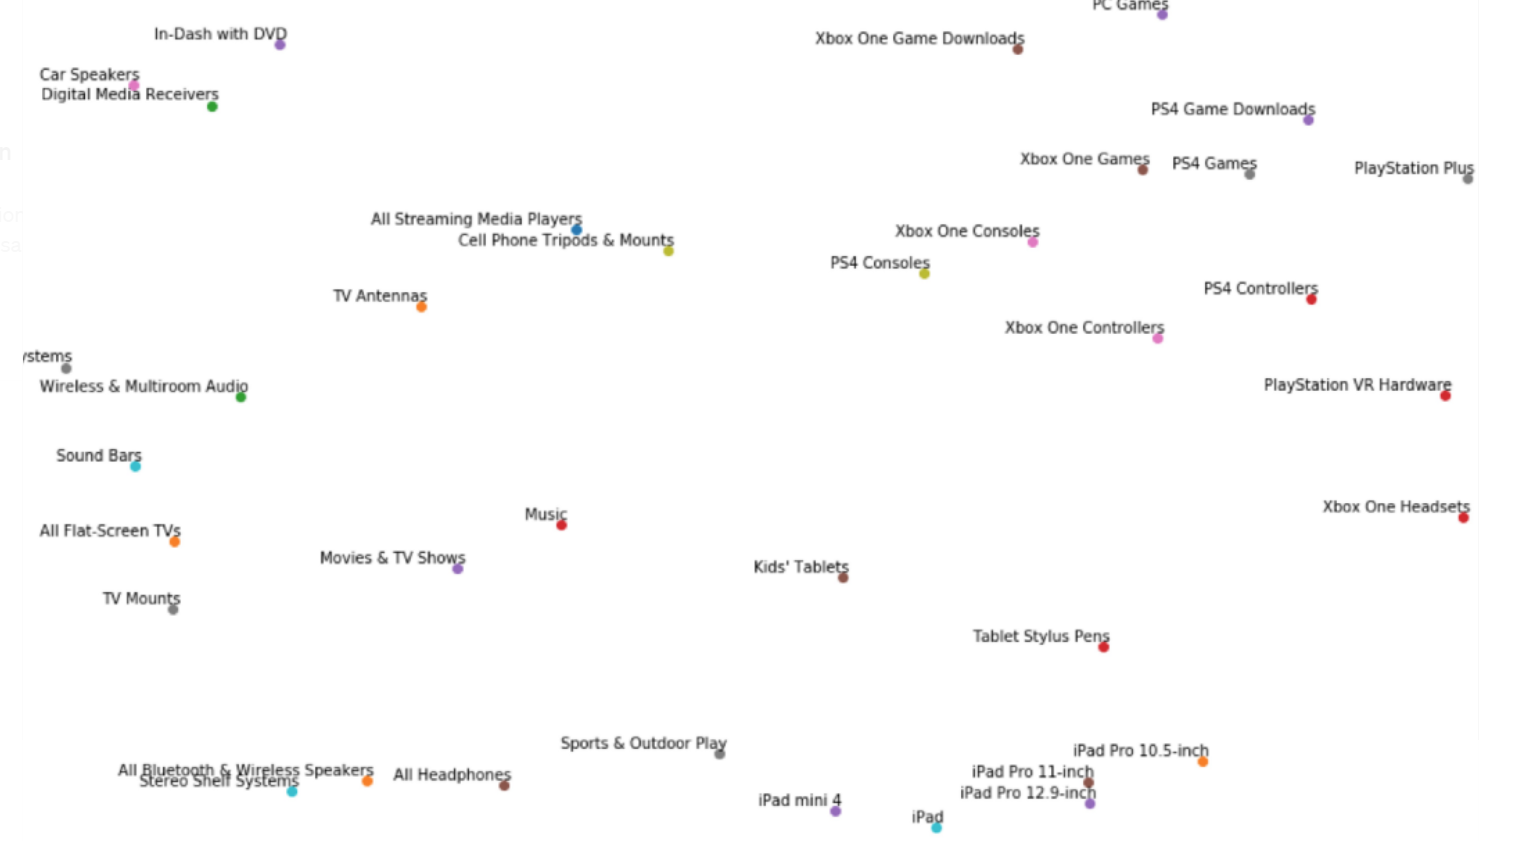 PC Games
In-Dash with DVD
Xbox One Game Downloads
Car Speakers
Digital Media Receivers
PS4 Game Downloads
Xbox One Games
PS4 Games
PlayStation Plus
All Streaming Media Players
Xbox One Consoles
Cell Phone Tripods & Mounts
PS4 Consoles
PS4 Controllers
TV Antennas
Xbox One Controllers
ystems
Wireless & Multiroom Audio
PlayStation VR Hardware
Sound Bars
Xbox One Headsets
Music
All Flat-Screen TVs
Movies & TV Shows
Kids' Tablets
TV Mounts
Tablet Stylus Pens
Sports & Outdoor Play
iPad Pro 10.5-inch
All Bluetooth & Wireless Speakers
iPad Pro 11-inch
All Headphones
Stereo Shelf Systems
iPad Pro 12.9-inch
iPad mini 4
iPad